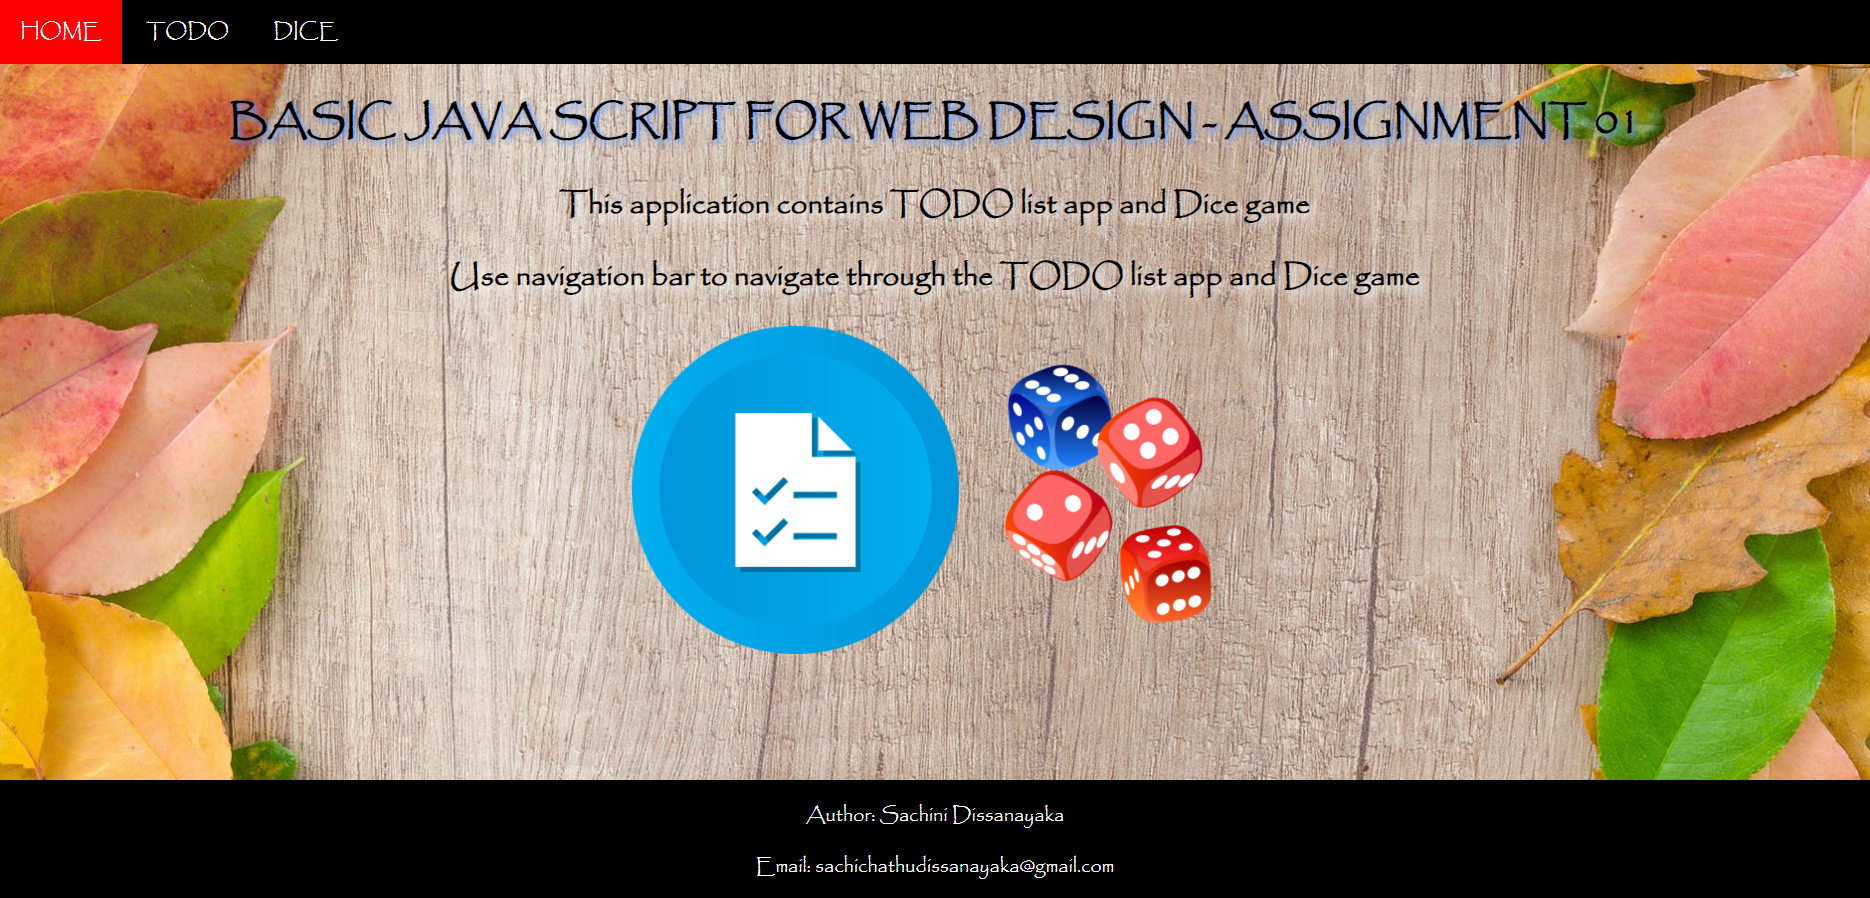 HOME TODO DICE
BASIC JAVA SCRIPT FOR WEB DESIGN - ASSIGNMENT 01
This application contains TODO list app and Dice game
Use navigation bar to navigate through the TODO list app and Dice game
Author: Sachini Dissanayaka
Email: sachichathudissanayaka@gmail.com